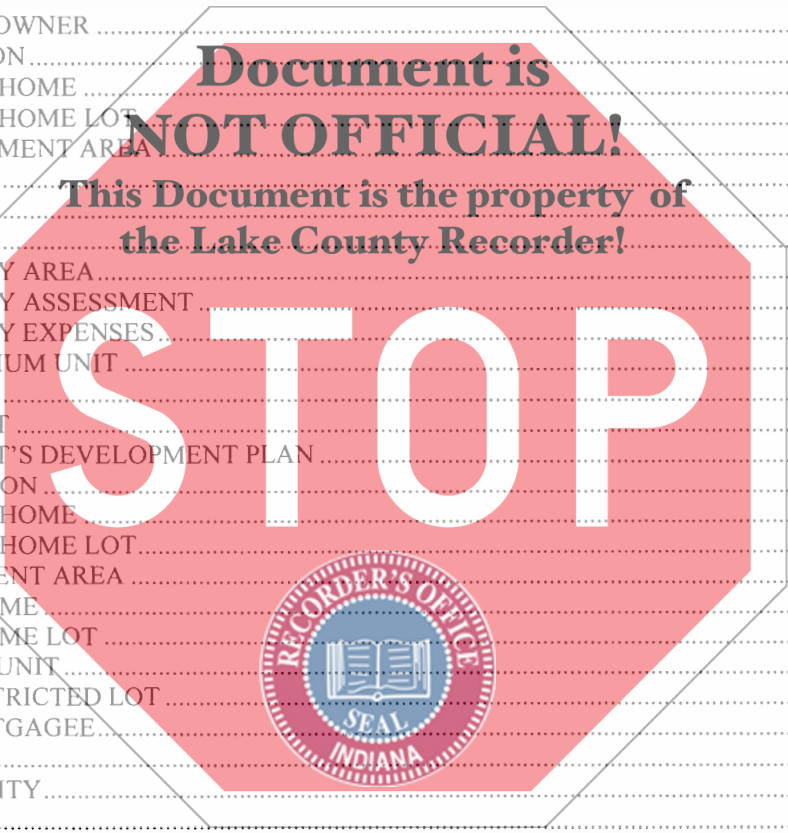 Document is
NOT OFFICIAL!
This Document is the property of
the Lake County Recorder!
STOP
OWNER
ON
HOME
HOME LOT
MENT AREA
Y AREA
Y ASSESSMENT
Y EXPENSES
IUM UNIT
T
T'S DEVELOPMENT PLAN
ON
HOME
HOME LOT
ENT AREA
ME
ME LOT
UNIT
TRICTED LOT
TGAGEE
ITY
RECORDER'S OFFICE
SEAL
INDIANA